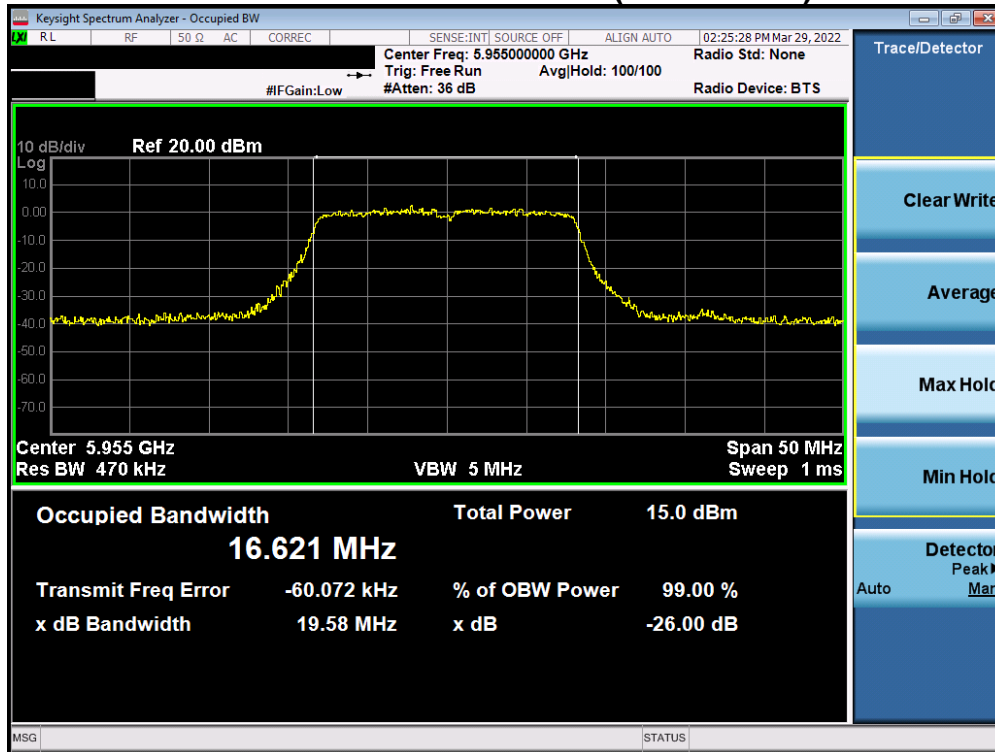 Keysight Spectrum Analyzer - Occupied BW
LXI RL RF 50 Ω AC CORREC SENSE:INT SOURCE OFF ALIGN AUTO 02:25:28 PM Mar 29, 2022
Center Freq: 5.955000000 GHz Radio Std: None
Trig: Free Run Avg|Hold: 100/100
#IFGain:Low #Atten: 36 dB Radio Device: BTS
Trace/Detector
10 dB/div Ref 20.00 dBm
Log
10.0
0.00
-10.0
-20.0
-30.0
-40.0
-50.0
-60.0
-70.0
Center 5.955 GHz Span 50 MHz
Res BW 470 kHz VBW 5 MHz Sweep 1 ms
Occupied Bandwidth Total Power 15.0 dBm
16.621 MHz
Transmit Freq Error -60.072 kHz % of OBW Power 99.00 %
x dB Bandwidth 19.58 MHz x dB -26.00 dB
Clear Write
Average
Max Hold
Min Hold
Detector
Peak
Auto Man
MSG STATUS